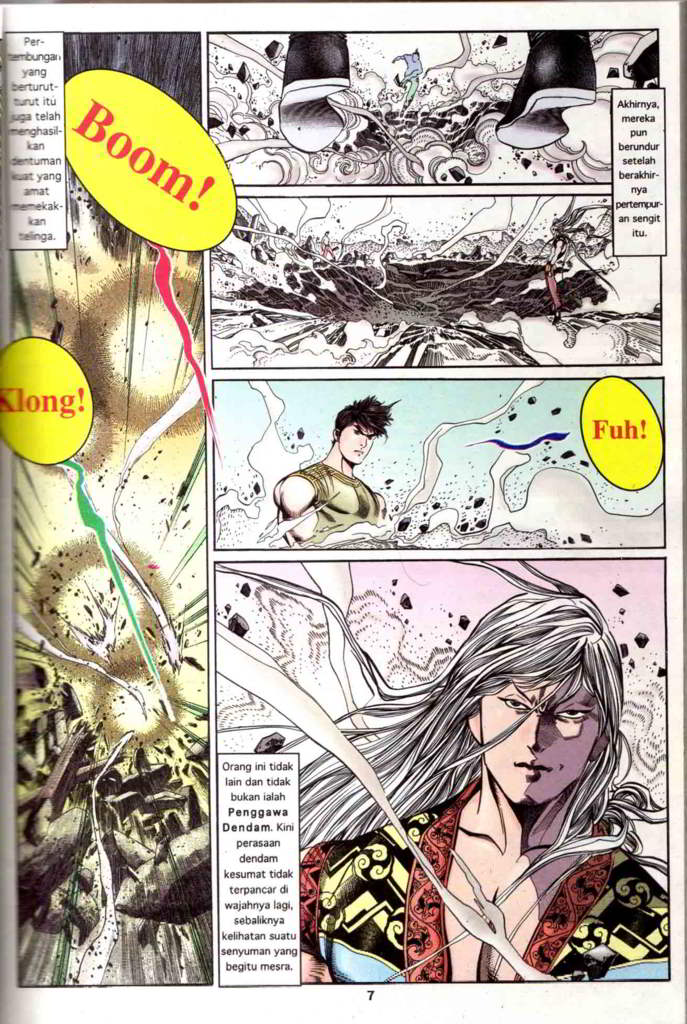 Per-
tembungan
yang
berturut-
turut itu
juga telah
menghasil-
kan
dentuman
kuat yang
amat
memekak-
kan
telinga.
Boom!
Klong!
Akhirnya,
mereka
pun
berundur
setelah
berakhir-
nya
pertempur-
an sengit
itu.
Fuh!
Orang ini tidak
lain dan tidak
bukan ialah
Penggawa
Dendam. Kini
perasaan
dendam
kesumat tidak
terpancar di
wajahnya lagi,
sebaliknya
kelihatan suatu
senyuman yang
begitu mesra.
7